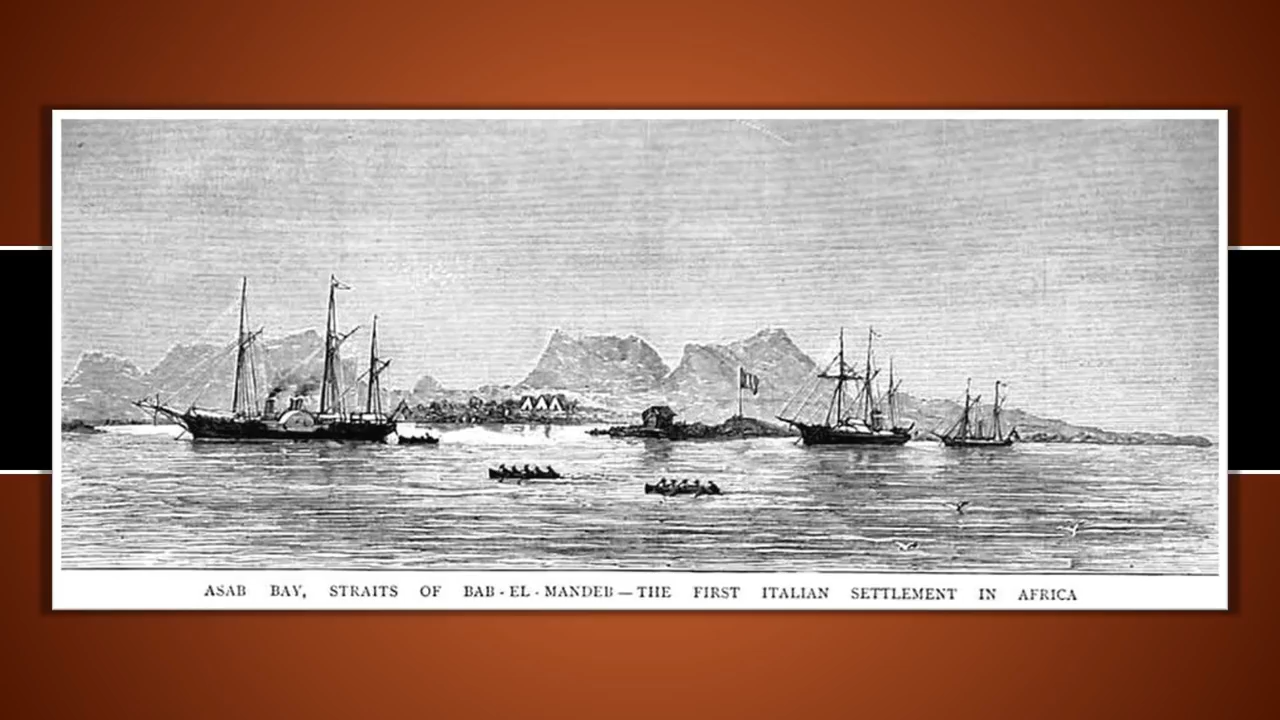 ASAB BAY, STRAITS OF BAB-EL-MANDEB—THE FIRST ITALIAN SETTLEMENT IN AFRICA